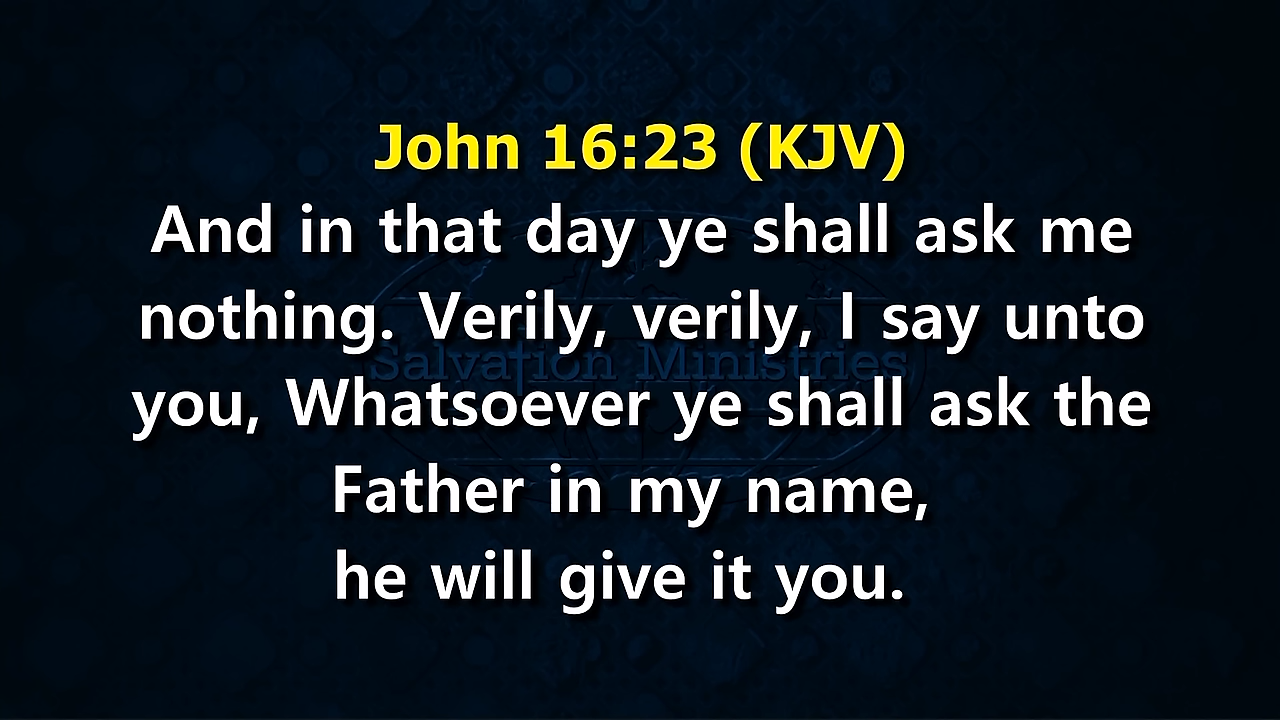 John 16:23 (KJV)
And in that day ye shall ask me
nothing. Verily, verily, I say unto
you, Whatsoever ye shall ask the
Father in my name,
he will give it you.
Salvation Ministries